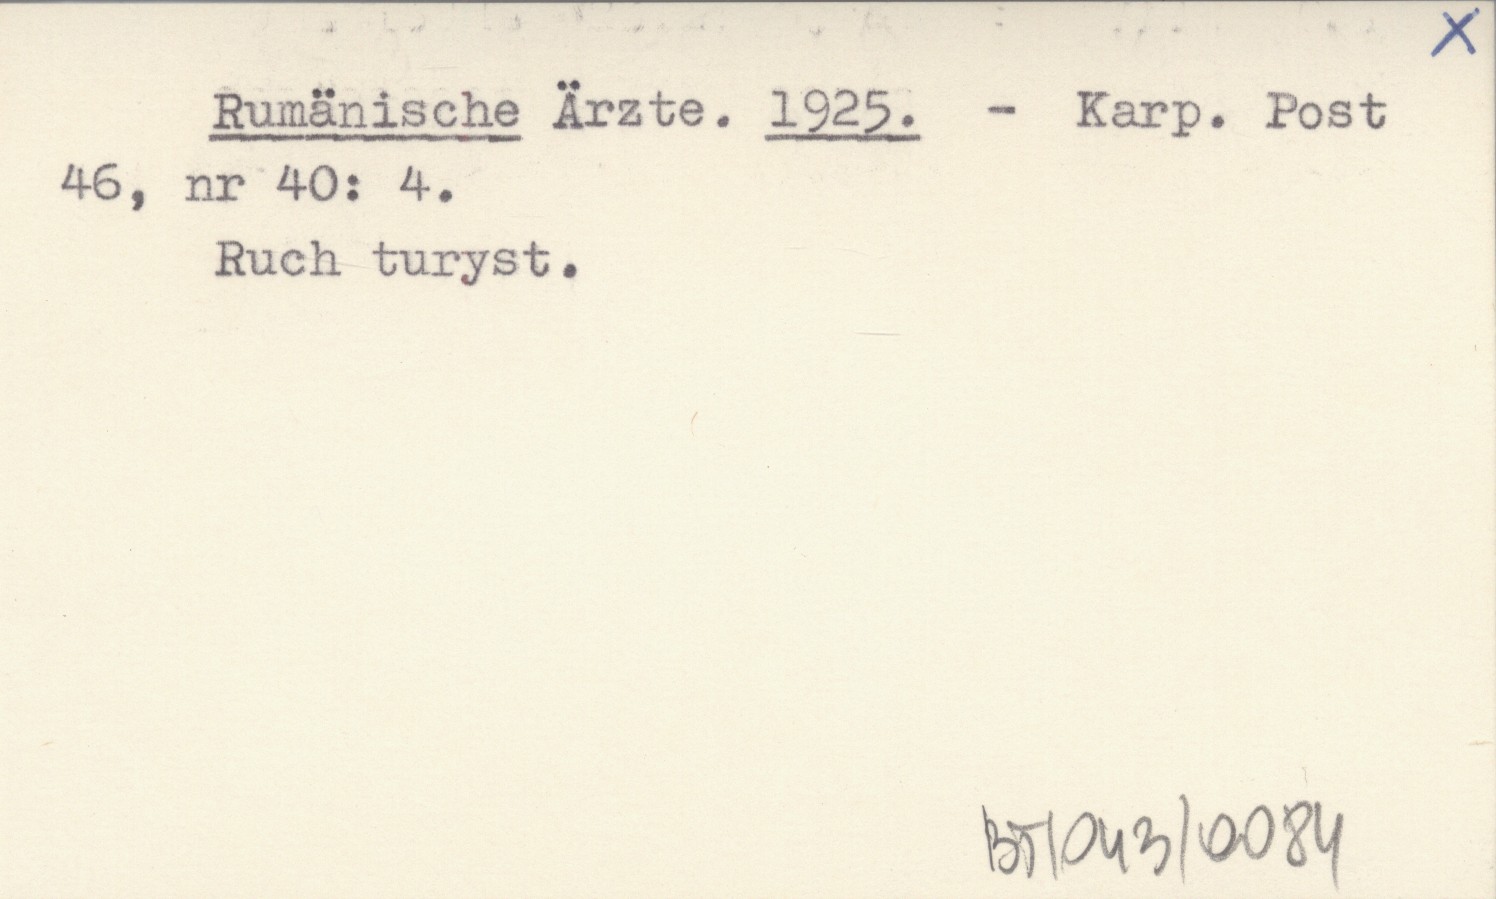 X
Rumänische Ärzte. 1925. - Karp. Post
46, nr 40: 4.
Ruch turyst.
BT/043/0084